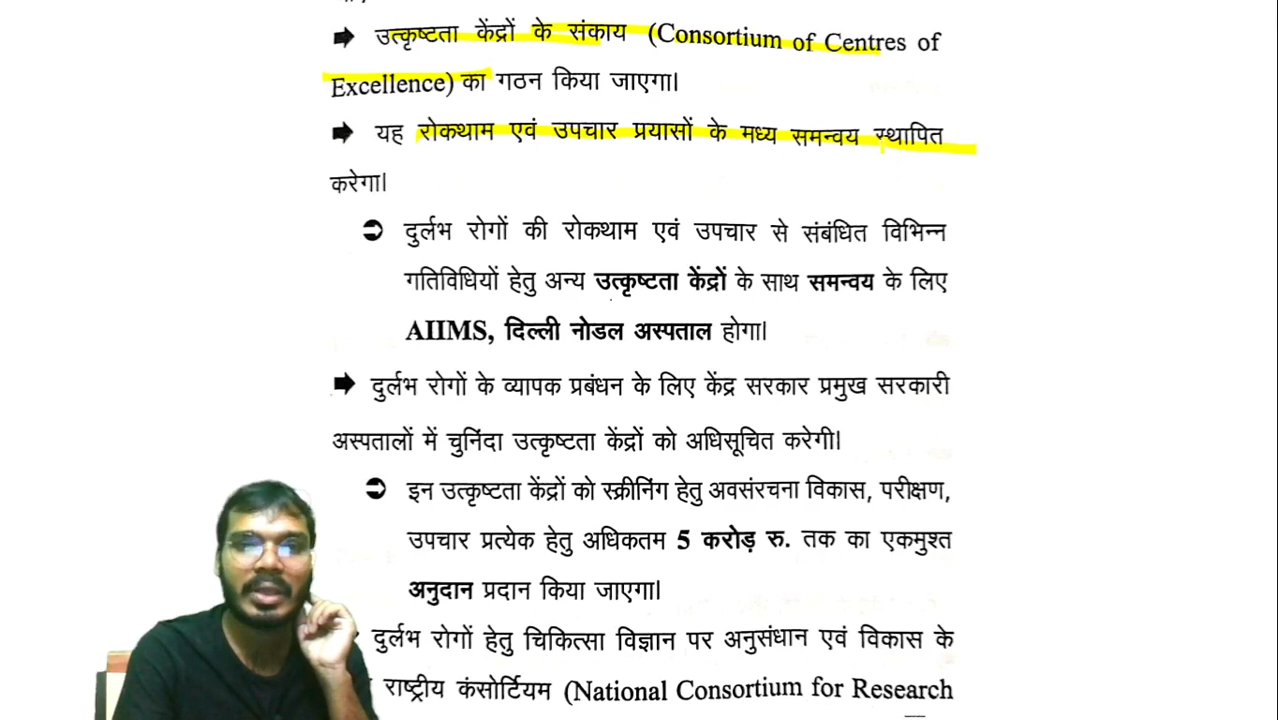 उत्कृष्टता केंद्रों के संकाय (Consortium of Centres of
Excellence) का गठन किया जाएगा।
यह रोकथाम एवं उपचार प्रयासों के मध्य समन्वय स्थापित
करेगा।
दुर्लभ रोगों की रोकथाम एवं उपचार से संबंधित विभिन्न
गतिविधियों हेतु अन्य उत्कृष्टता केंद्रों के साथ समन्वय के लिए
AIIMS, दिल्ली नोडल अस्पताल होगा।
दुर्लभ रोगों के व्यापक प्रबंधन के लिए केंद्र सरकार प्रमुख सरकारी
अस्पतालों में चुनिंदा उत्कृष्टता केंद्रों को अधिसूचित करेगी।
इन उत्कृष्टता केंद्रों को स्क्रीनिंग हेतु अवसंरचना विकास, परीक्षण,
उपचार प्रत्येक हेतु अधिकतम 5 करोड़ रु. तक का एकमुश्त
अनुदान प्रदान किया जाएगा।
दुर्लभ रोगों हेतु चिकित्सा विज्ञान पर अनुसंधान एवं विकास के
राष्ट्रीय कंसोर्टियम (National Consortium for Research